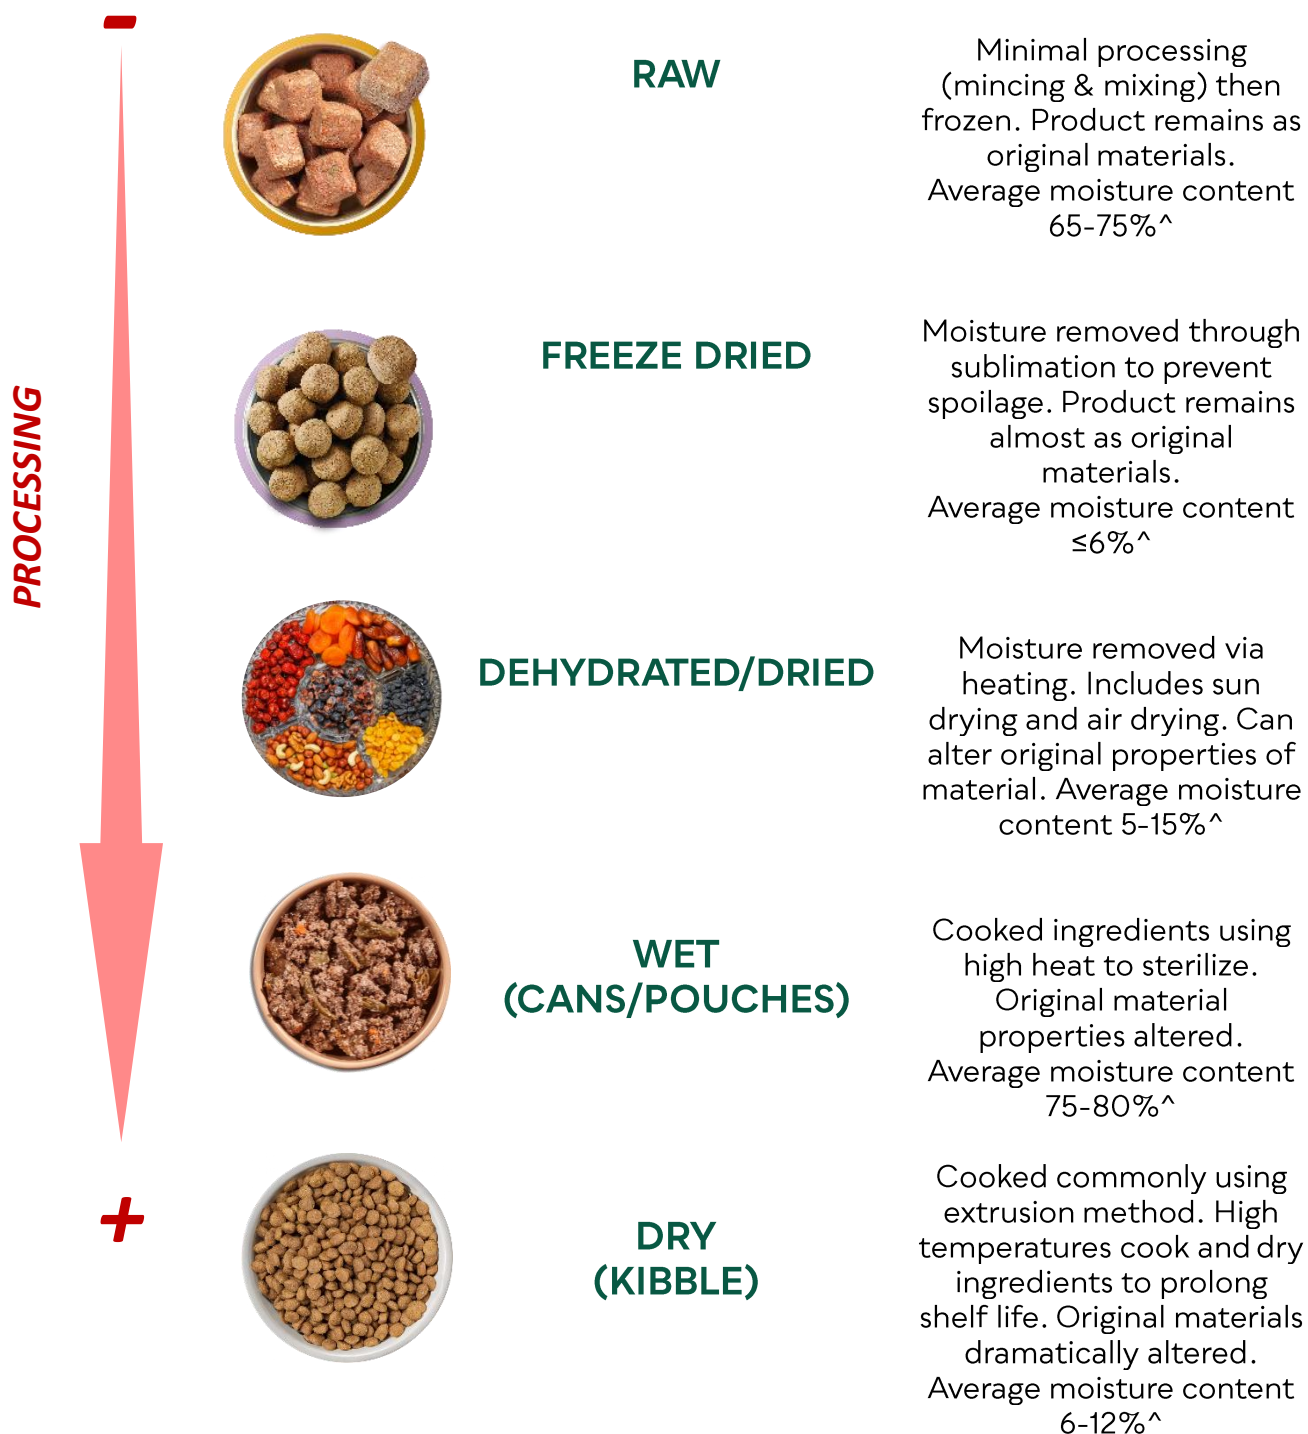 -
RAW
Minimal processing
(mincing & mixing) then
frozen. Product remains as
original materials.
Average moisture content
65-75%^
FREEZE DRIED
Moisture removed through
sublimation to prevent
spoilage. Product remains
almost as original
materials.
Average moisture content
≤6%^
PROCESSING
DEHYDRATED/DRIED
Moisture removed via
heating. Includes sun
drying and air drying. Can
alter original properties of
material. Average moisture
content 5-15%^
WET
(CANS/POUCHES)
Cooked ingredients using
high heat to sterilize.
Original material
properties altered.
Average moisture content
75-80%^
+
DRY
(KIBBLE)
Cooked commonly using
extrusion method. High
temperatures cook and dry
ingredients to prolong
shelf life. Original materials
dramatically altered.
Average moisture content
6-12%^